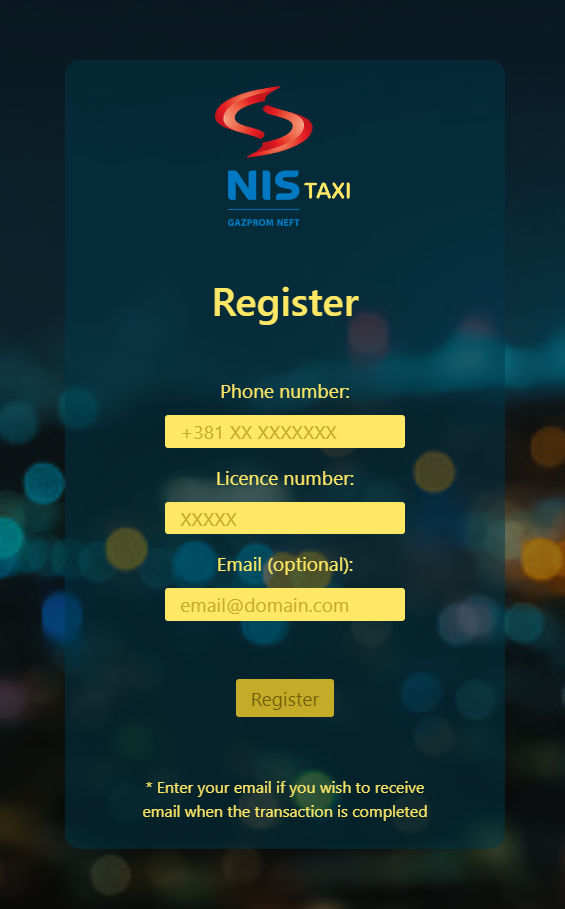 NIS TAXI
GAZPROM NEFT
Register
Phone number:
+381 XX XXXXXXX
Licence number:
XXXXX
Email (optional):
email@domain.com
Register
* Enter your email if you wish to receive
email when the transaction is completed